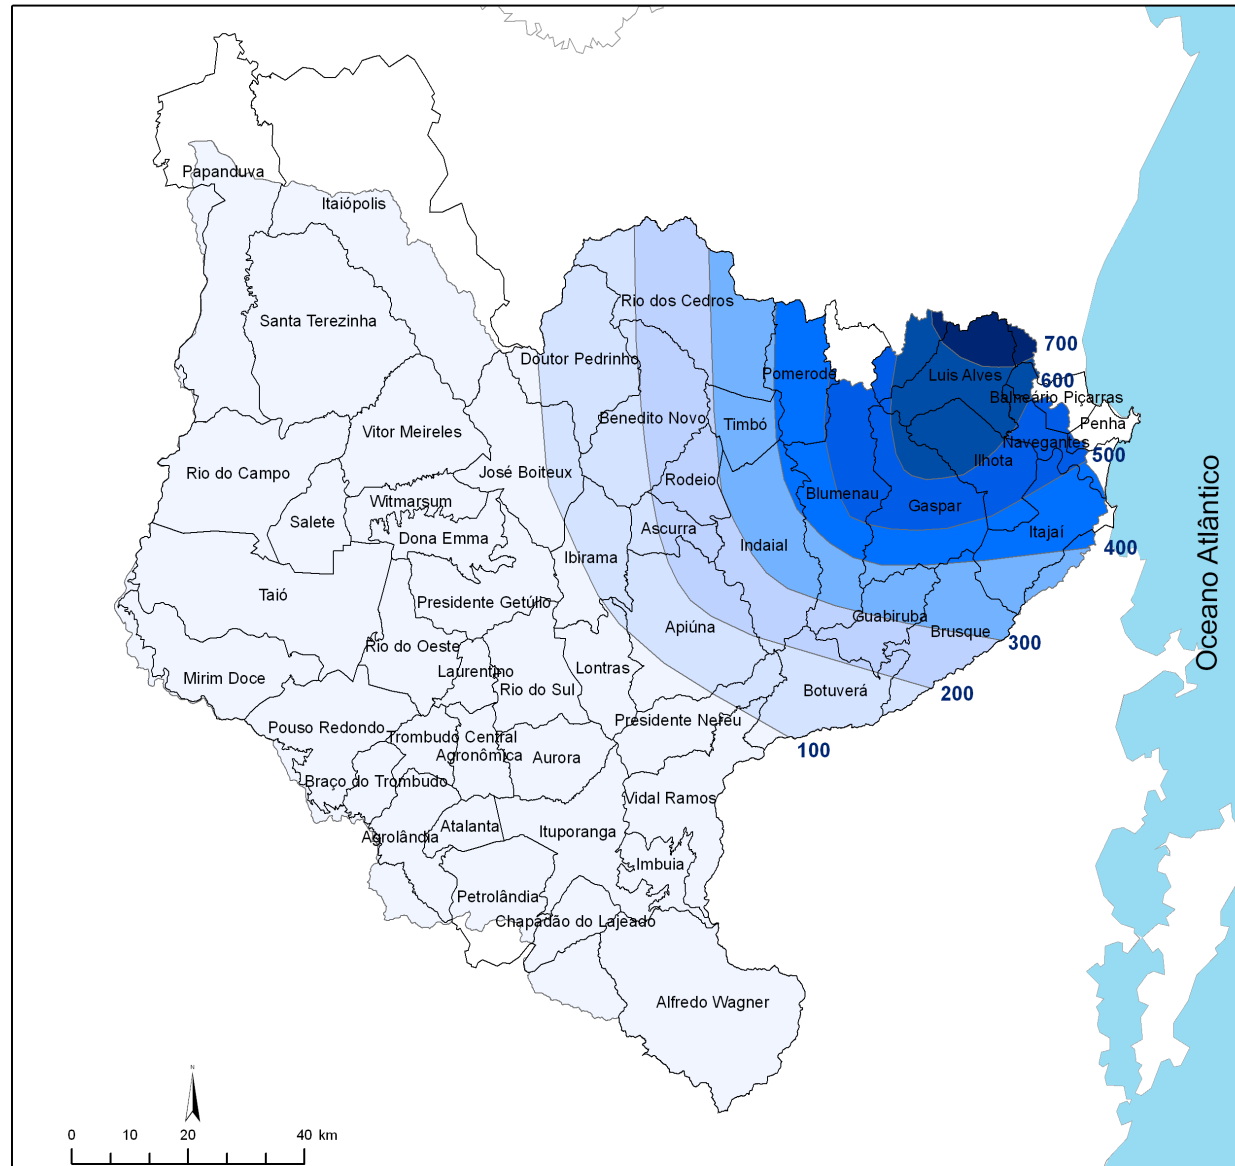 Papanduva
Itaiópolis
Rio dos Cedros
Santa Terezinha
700
Doutor Pedrinho
Pomerode
Luis Alves
600
Balneário Piçarras
Benedito Novo
Timbó
Penha
Vitor Meireles
Navegantes
500
Ilhota
Rio do Campo
José Boiteux
Rodeio
Blumenau
Gaspar
Witmarsum
Salete
Ascurra
Itajaí
Dona Emma
Indaial
400
Ibirama
Oceano Atlântico
Taió
Presidente Getúlio
Guabiruba
Apiúna
Brusque
300
Rio do Oeste
Laurentino
Lontras
Mirim Doce
Rio do Sul
Botuverá
200
Presidente Nereu
Pouso Redondo
Trombudo Central
100
Agronômica
Aurora
Braço do Trombudo
Vidal Ramos
Atalanta
Ituporanga
Agrolândia
Imbuia
Petrolândia
Chapadão do Lajeado
Alfredo Wagner
N
0 10 20 40 km